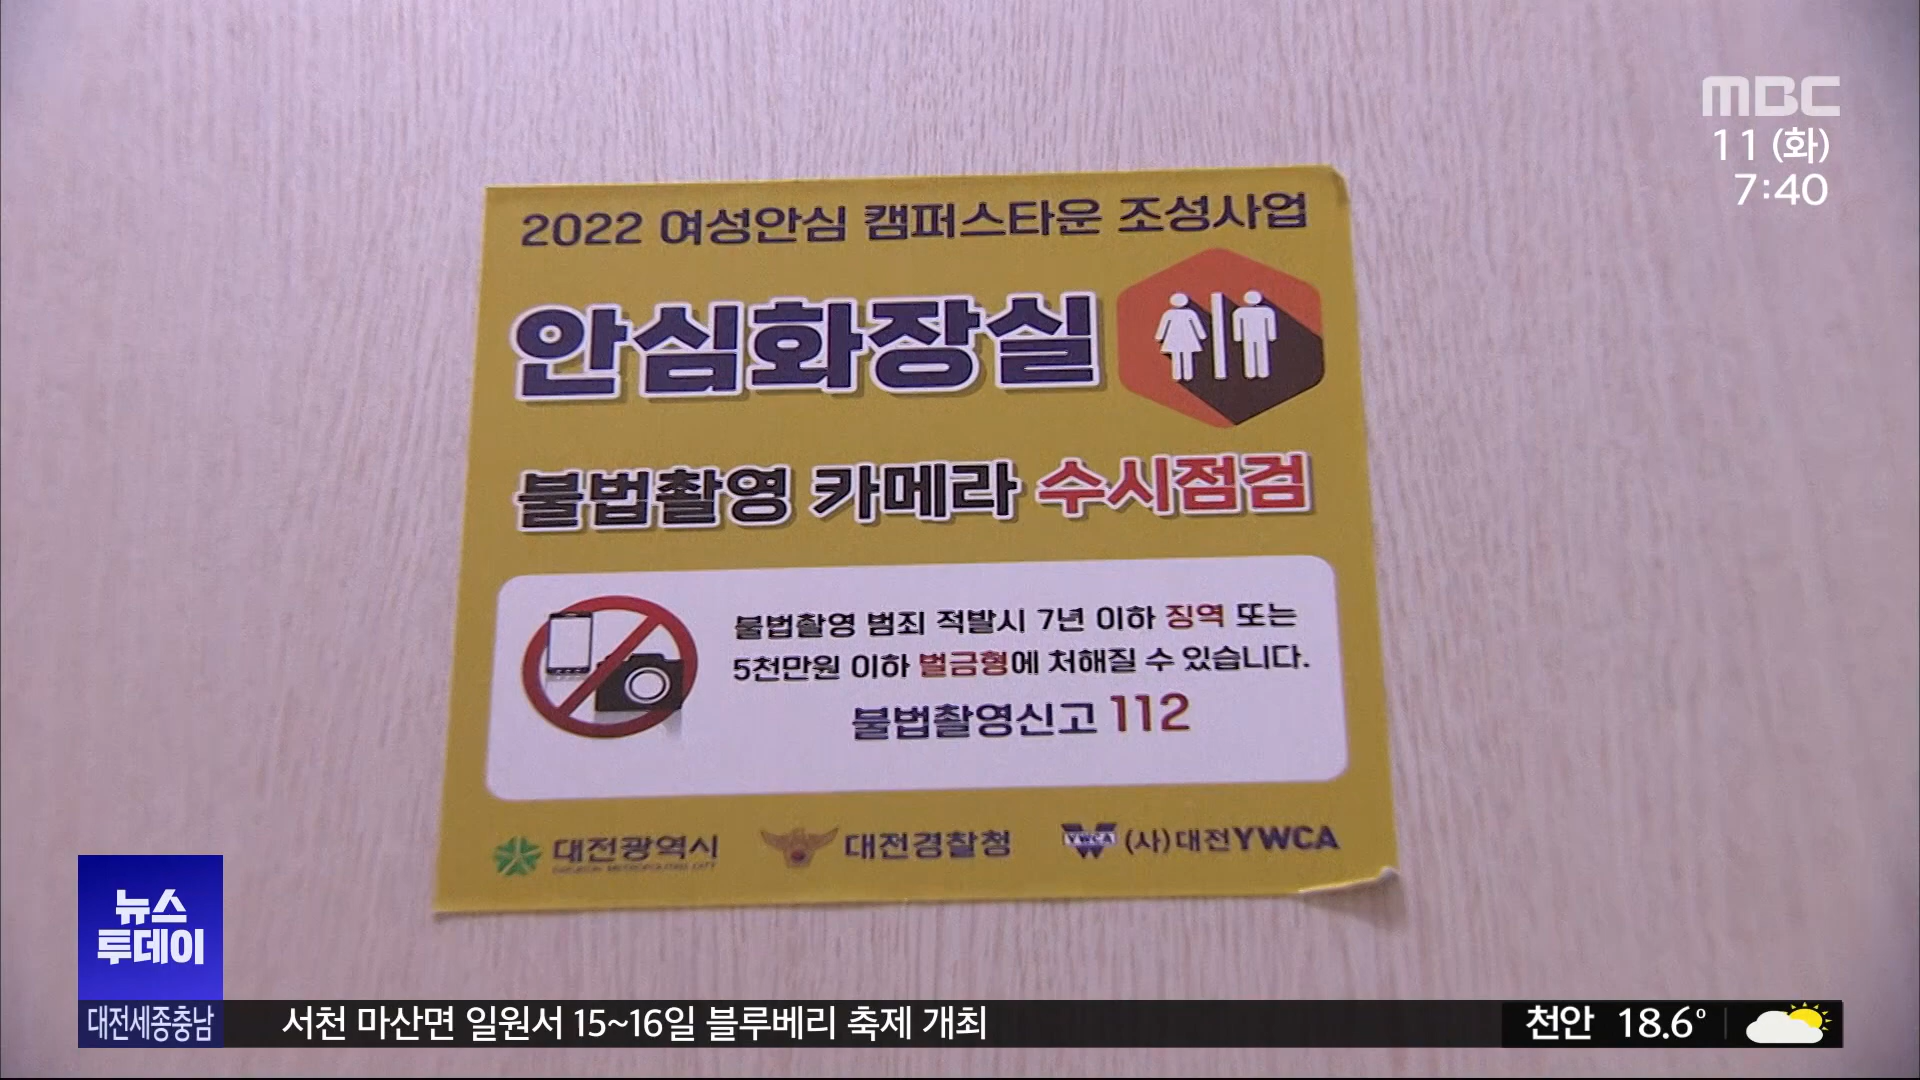 MBC
11 (화)
7:40
2022 여성안심 캠퍼스타운 조성사업
안심화장실
불법촬영 카메라 수시점검
불법촬영 범죄 적발시 7년 이하 징역 또는
5천만원 이하 벌금형에 처해질 수 있습니다.
불법촬영신고 112
대전광역시
DAEJEON METROPOLITAN CITY
대전경찰청
YWCA
(사)대전YWCA
뉴스
투데이
대전세종충남
서천 마산면 일원서 15~16일 블루베리 축제 개최
천안 18.6°